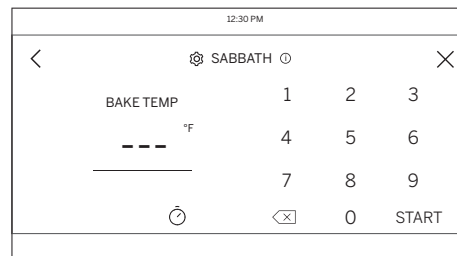 12:30 PM
SABBATH
BAKE TEMP
--- °F
1 2 3
4 5 6
7 8 9
0 START